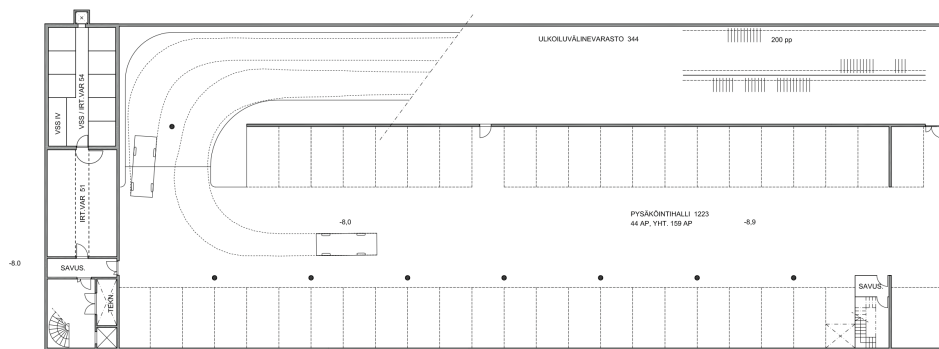 ULKOILUVÄLINEVARASTO 344
200 pp
VSS IV
VSS / IRT.VAR 54
IRT.VAR. 51
-8,0
PYSÄKÖINTIHALLI 1223
44 AP, YHT. 159 AP
-8,9
-8.0
SAVUS.
TEKN.
SAVUS.